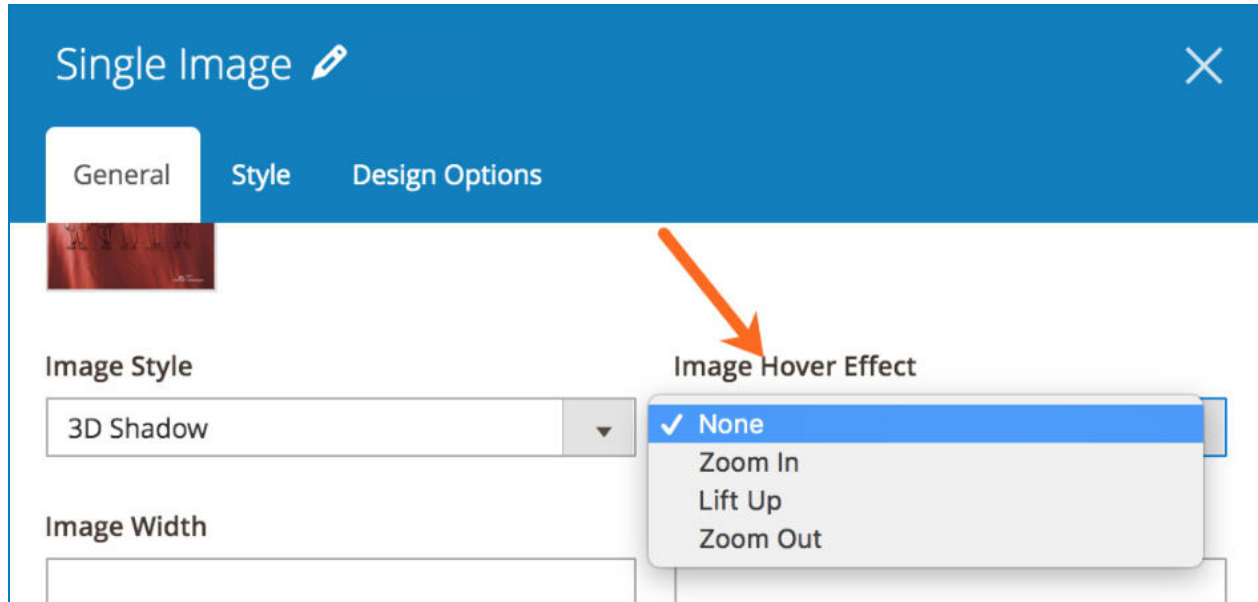 Single Image
General Style Design Options
Image Style
Image Hover Effect
3D Shadow
None
Zoom In
Lift Up
Zoom Out
Image Width